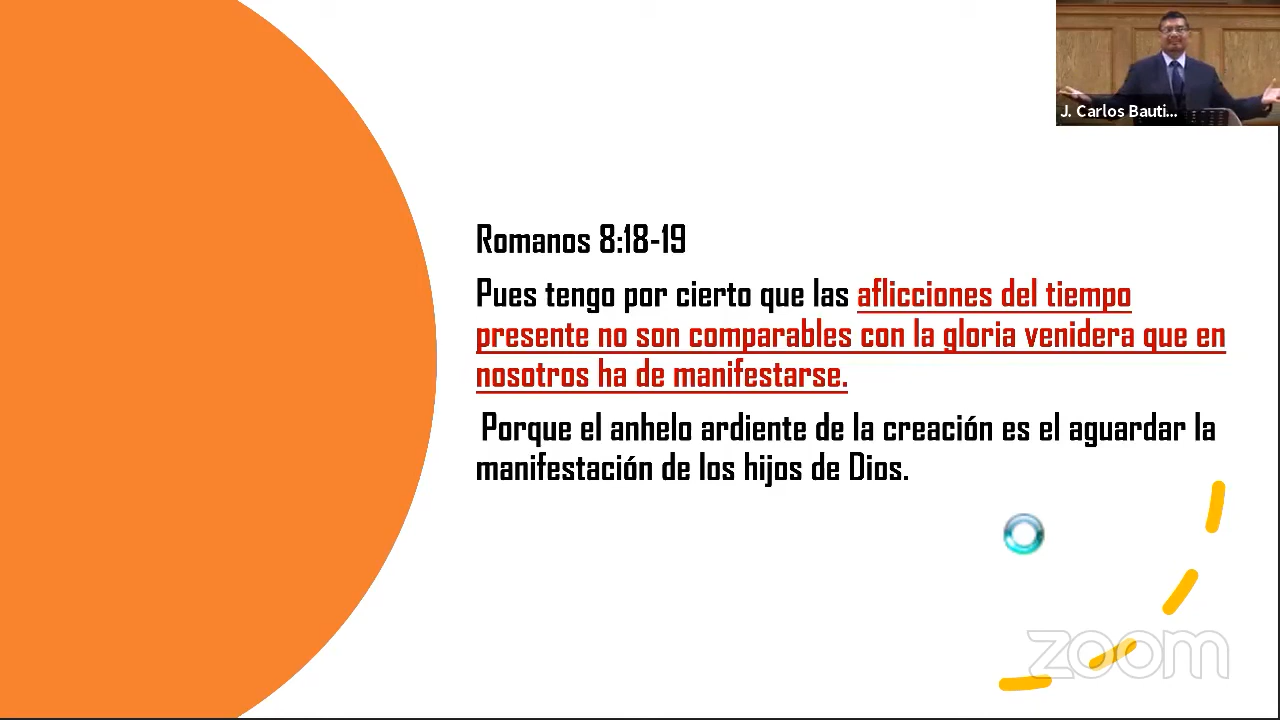 J. Carlos Bauti...
Romanos 8:18-19
Pues tengo por cierto que las aflicciones del tiempo
presente no son comparables con la gloria venidera que en
nosotros ha de manifestarse.
Porque el anhelo ardiente de la creación es el aguardar la
manifestación de los hijos de Dios.
zoom